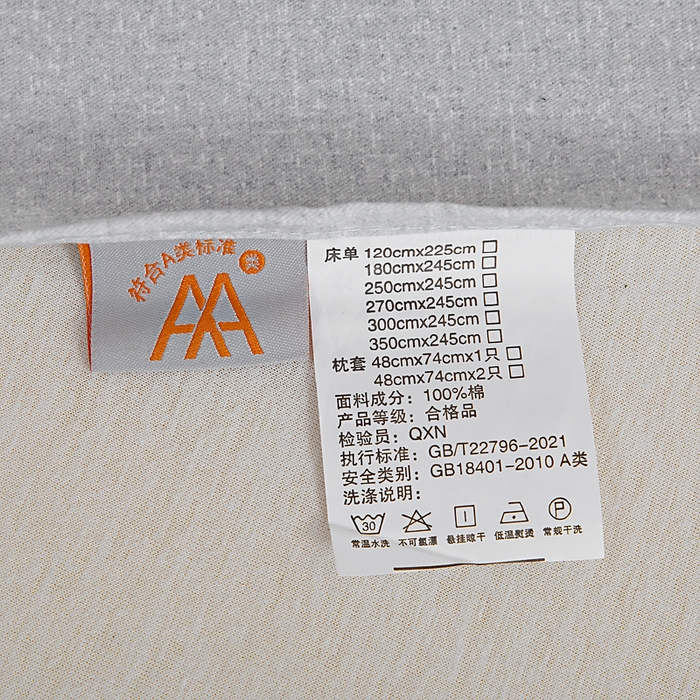 符合A类标准
类
AA
床单 120cmx225cm □
180cmx245cm □
250cmx245cm □
270cmx245cm □
300cmx245cm □
350cmx245cm □
枕套 48cmx74cmx1只 □
48cmx74cmx2只 □
面料成分：100%棉
产品等级：合格品
检验员：QXN
执行标准：GB/T22796-2021
安全类别：GB18401-2010 A类
洗涤说明：
30 P
常温水洗 不可氯漂 悬挂晾干 低温熨烫 常规干洗